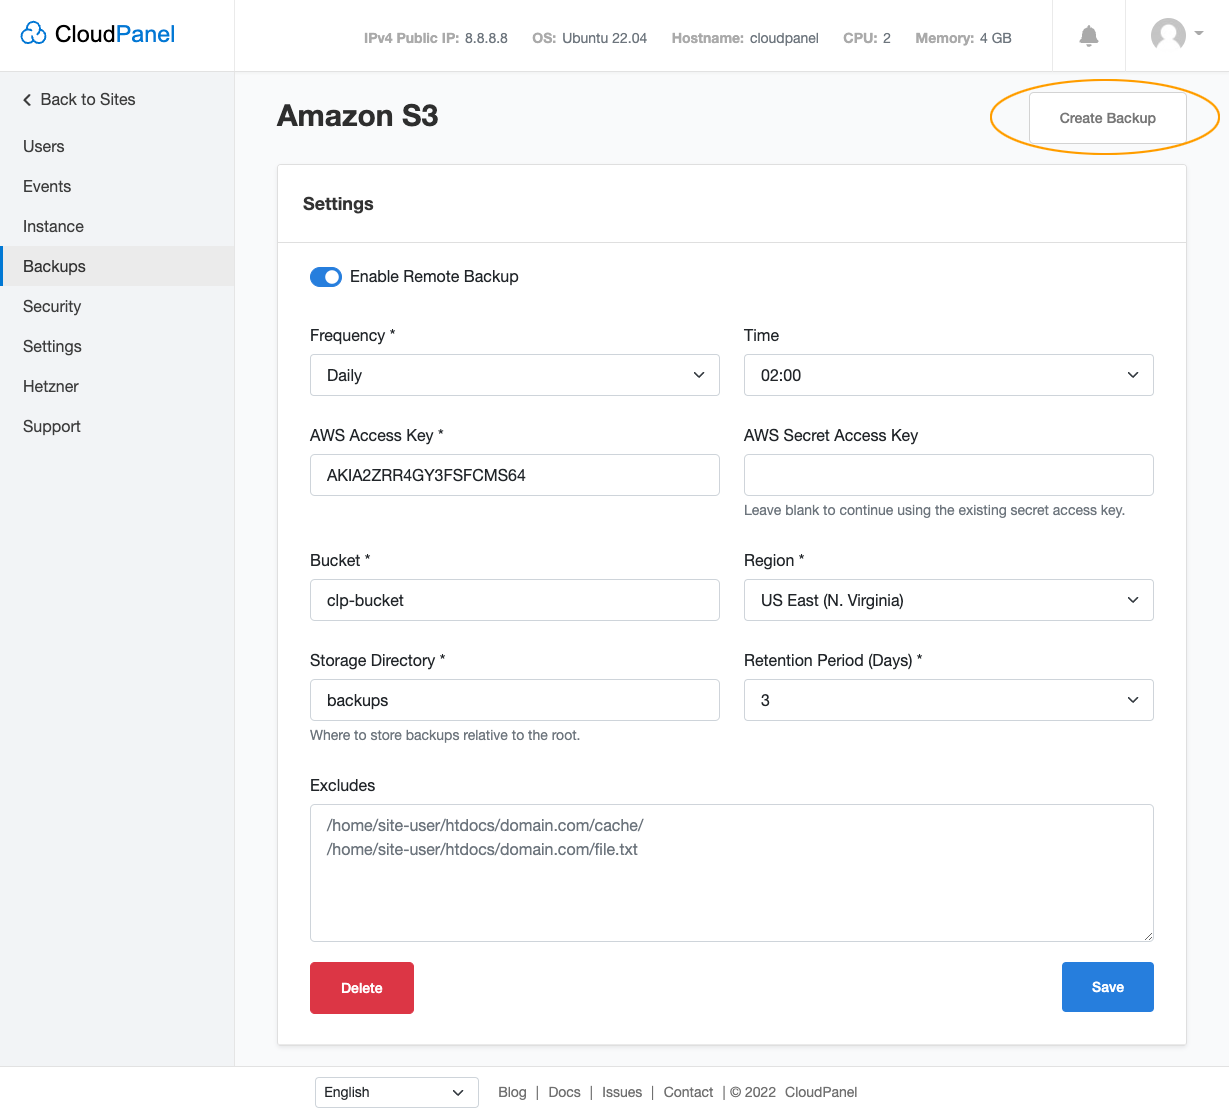 CloudPanel
IPv4 Public IP: 8.8.8.8 OS: Ubuntu 22.04 Hostname: cloudpanel CPU: 2 Memory: 4 GB
Back to Sites
Users
Events
Instance
Backups
Security
Settings
Hetzner
Support
Amazon S3
Create Backup
Settings
Enable Remote Backup
Frequency *
Daily
Time
02:00
AWS Access Key *
AKIA2ZRR4GY3FSFCMS64
AWS Secret Access Key
Leave blank to continue using the existing secret access key.
Bucket *
clp-bucket
Region *
US East (N. Virginia)
Storage Directory *
backups
Where to store backups relative to the root.
Retention Period (Days) *
3
Excludes
/home/site-user/htdocs/domain.com/cache/
/home/site-user/htdocs/domain.com/file.txt
Delete
Save
English
Blog | Docs | Issues | Contact | © 2022 CloudPanel